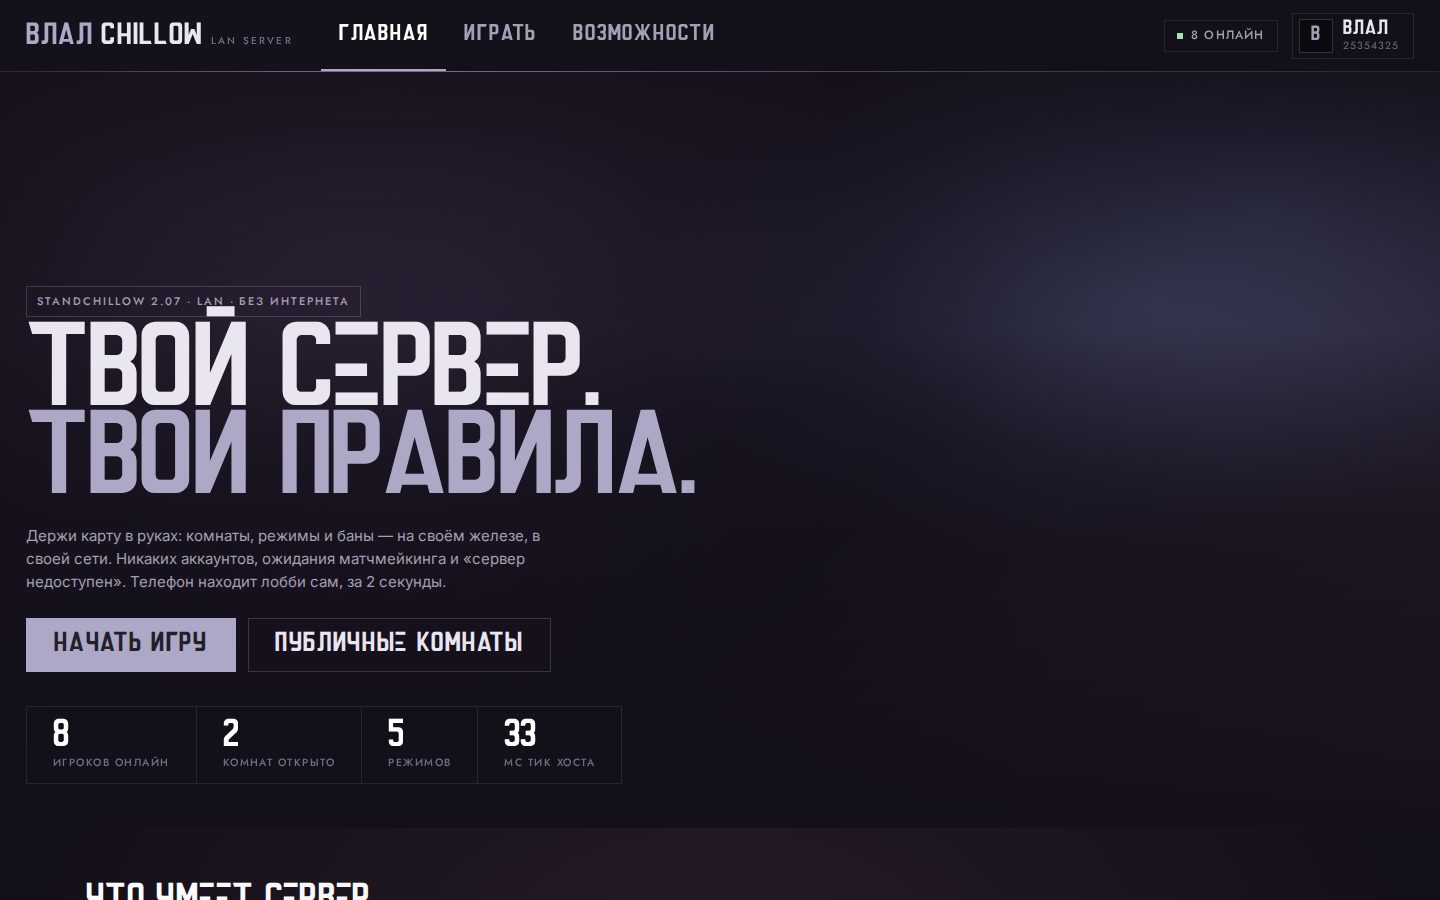 ВЛАЛ CHILLOW LAN SERVER
ГЛАВНАЯ
ИГРАТЬ
ВОЗМОЖНОСТИ
8 ОНЛАЙН
В
ВЛАЛ
25354325
STANDCHILLOW 2.07 · LAN · БЕЗ ИНТЕРНЕТА
ТВОЙ СЕРВЕР.
ТВОИ ПРАВИЛА.
Держи карту в руках: комнаты, режимы и баны — на своём железе, в
своей сети. Никаких аккаунтов, ожидания матчмейкинга и «сервер
недоступен». Телефон находит лобби сам, за 2 секунды.
НАЧАТЬ ИГРУ
ПУБЛИЧНЫЕ КОМНАТЫ
8
ИГРОКОВ ОНЛАЙН
2
КОМНАТ ОТКРЫТО
5
РЕЖИМОВ
33
МС ТИК ХОСТА
ЧТО УМЕЕТ СЕРВЕР